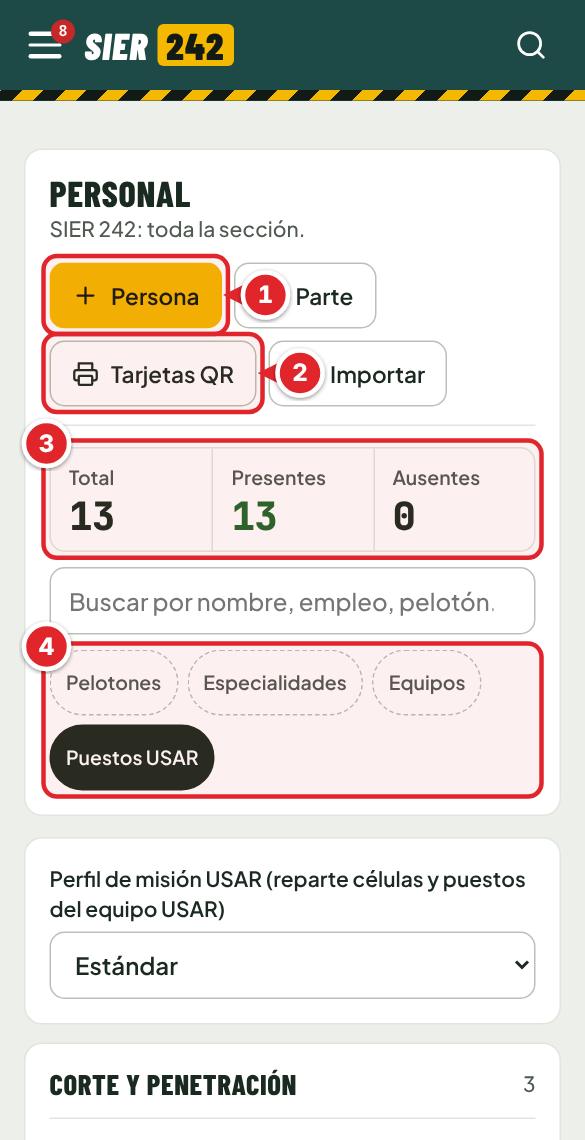 8
SIER 242
PERSONAL
SIER 242: toda la sección.
Persona 1 Parte
Tarjetas QR 2 Importar
3
Total Presentes Ausentes
13 13 0
Buscar por nombre, empleo, pelotón.
4
Pelotones Especialidades Equipos
Puestos USAR
Perfil de misión USAR (reparte células y puestos
del equipo USAR)
Estándar
CORTE Y PENETRACIÓN 3